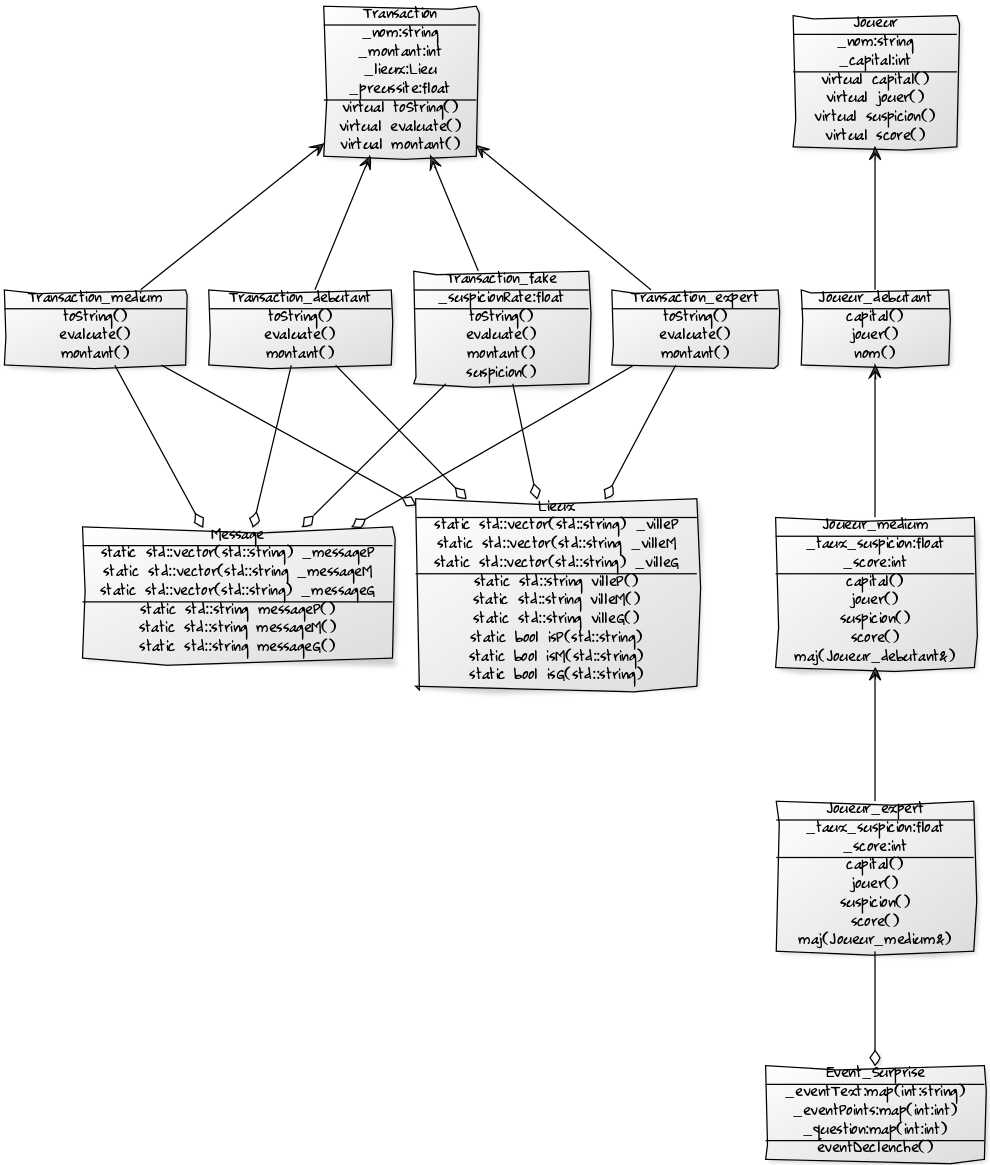 Transaction
_nom:string
_montant:int
_lieux:Lieu
_preussite:float
virtual toString()
virtual evaluate()
virtual montant()
Joueur
_nom:string
_capital:int
virtual capital()
virtual jouer()
virtual suspicion()
virtual score()
Transaction_medium
toString()
evaluate()
montant()
Transaction_debutant
toString()
evaluate()
montant()
Transaction_fake
_suspicionRate:float
toString()
evaluate()
montant()
suspicion()
Transaction_expert
toString()
evaluate()
montant()
Joueur_debutant
capital()
jouer()
nom()
Message
static std::vector(std::string) _messageP
static std::vector(std::string _messageM
static std::vector(std::string) _messageG
static std::string messageP()
static std::string messageM()
static std::string messageG()
Lieux
static std::vector(std::string) _villeP
static std::vector(std::string) _villeM
static std::vector(std::string) _villeG
static std::string villeP()
static std::string villeM()
static std::string villeG()
static bool isP(std::string)
static bool isM(std::string)
static bool isG(std::string)
Joueur_medium
_taux_suspicion:float
_score:int
capital()
jouer()
suspicion()
score()
maj(Joueur_debutant&)
Joueur_expert
_taux_suspicion:float
_score:int
capital()
jouer()
suspicion()
score()
maj(Joueur_medium&)
Event_Surprise
_eventText:map(int:string)
_eventPoints:map(int:int)
_question:map(int:int)
eventDeclenche()